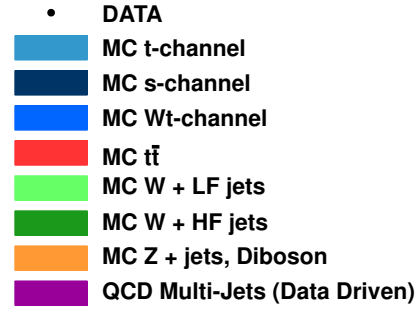 DATA
MC t-channel
MC s-channel
MC Wt-channel
MC tt̄
MC W + LF jets
MC W + HF jets
MC Z + jets, Diboson
QCD Multi-Jets (Data Driven)